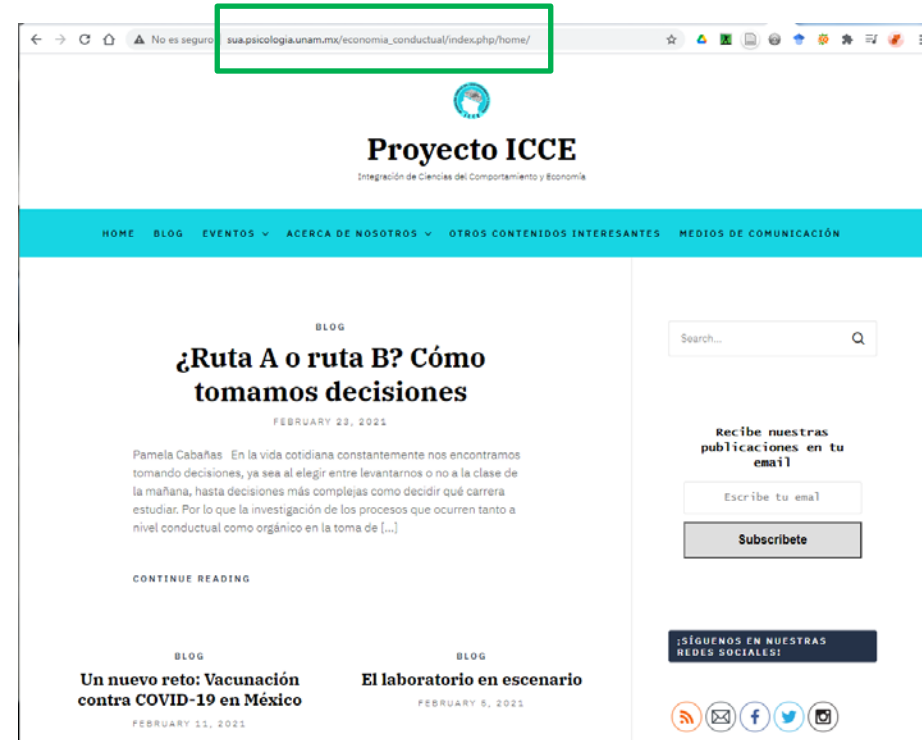 No es seguro sua.psicologia.unam.mx/economia_conductual/index.php/home/
Proyecto ICCE
Integración de Ciencias del Comportamiento y Economía
HOME BLOG EVENTOS ACERCA DE NOSOTROS OTROS CONTENIDOS INTERESANTES MEDIOS DE COMUNICACIÓN
BLOG
¿Ruta A o ruta B? Cómo
tomamos decisiones
FEBRUARY 23, 2021
Pamela Cabañas En la vida cotidiana constantemente nos encontramos
tomando decisiones, ya sea al elegir entre levantarnos o no a la clase de
la mañana, hasta decisiones más complejas como decidir qué carrera
estudiar. Por lo que la investigación de los procesos que ocurren tanto a
nivel conductual como orgánico en la toma de [...]
CONTINUE READING
BLOG
Un nuevo reto: Vacunación
contra COVID-19 en México
FEBRUARY 11, 2021
BLOG
El laboratorio en escenario
FEBRUARY 5, 2021
Search...
Recibe nuestras
publicaciones en tu
email
Escribe tu emal
Subscribete
¡SÍGUENOS EN NUESTRAS
REDES SOCIALES!